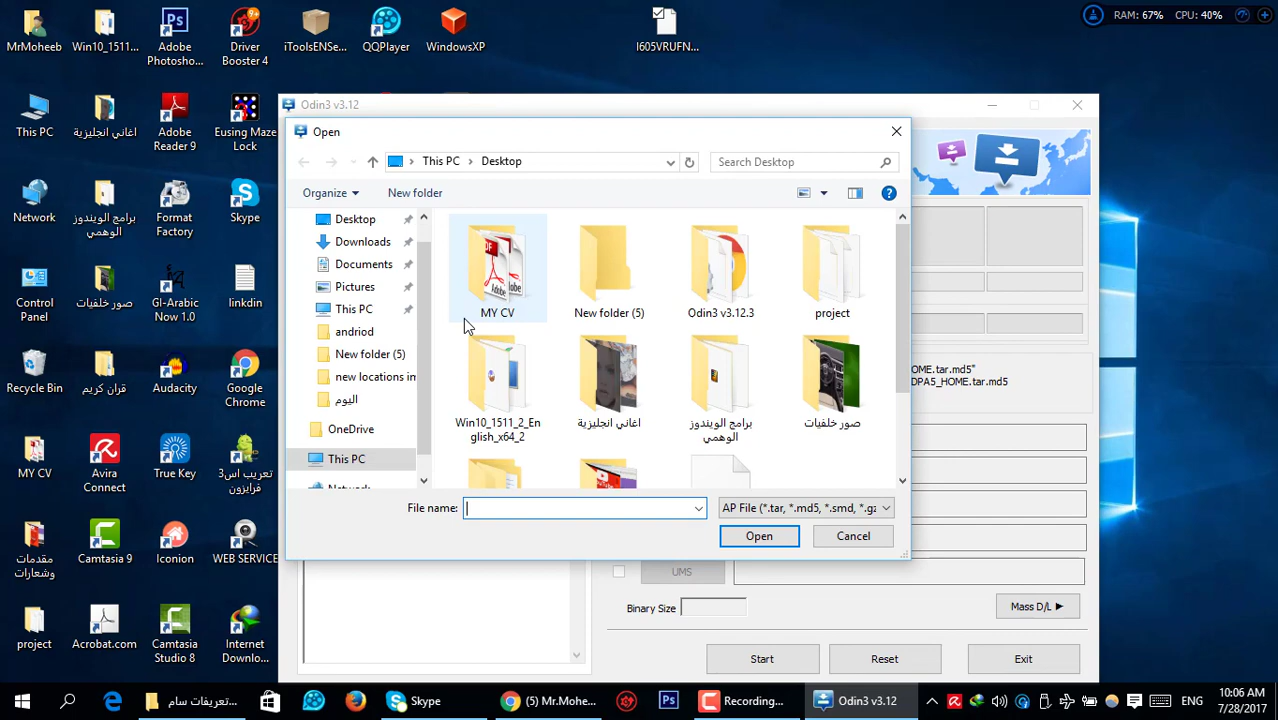 RAM: 67% CPU: 40%
MrMoheeb
Win10_1511...
Adobe
Photosho...
Driver
Booster 4
iToolsENSe...
QQPlayer
WindowsXP
I605VRUFN...
This PC
اغاني انجليزية
Adobe
Reader 9
Eusing Maze
Lock
Network
برامج الويندوز
الوهمي
Format
Factory
Skype
Control
Panel
صور خلفيات
GI-Arabic
Now 1.0
linkdin
Recycle Bin
قران كريم
Audacity
Google
Chrome
MY CV
Avira
Connect
True Key
تعريب اس3
فرايزون
مقدمات
وشعارات
Camtasia 9
Iconion
WEB SERVICE
project
Acrobat.com
Camtasia
Studio 8
Internet
Downlo...
Odin3 v3.12
Open
This PC > Desktop
Search Desktop
Organize
New folder
Desktop
Downloads
Documents
Pictures
This PC
andriod
New folder (5)
new locations im
اليوم
OneDrive
This PC
Network
MY CV
New folder (5)
Odin3 v3.12.3
project
Win10_1511_2_En
glish_x64_2
اغاني انجليزية
برامج الويندوز
الوهمي
صور خلفيات
File name:
AP File (*.tar, *.md5, *.smd, *.gz
Open
Cancel
OME.tar.md5"
DPA5_HOME.tar.md5
UMS
Binary Size
Mass D/L
Start
Reset
Exit
تعريفات سام...
Skype
(5) Mr.Mohe...
Recording...
Odin3 v3.12
ENG
10:06 AM
7/28/2017